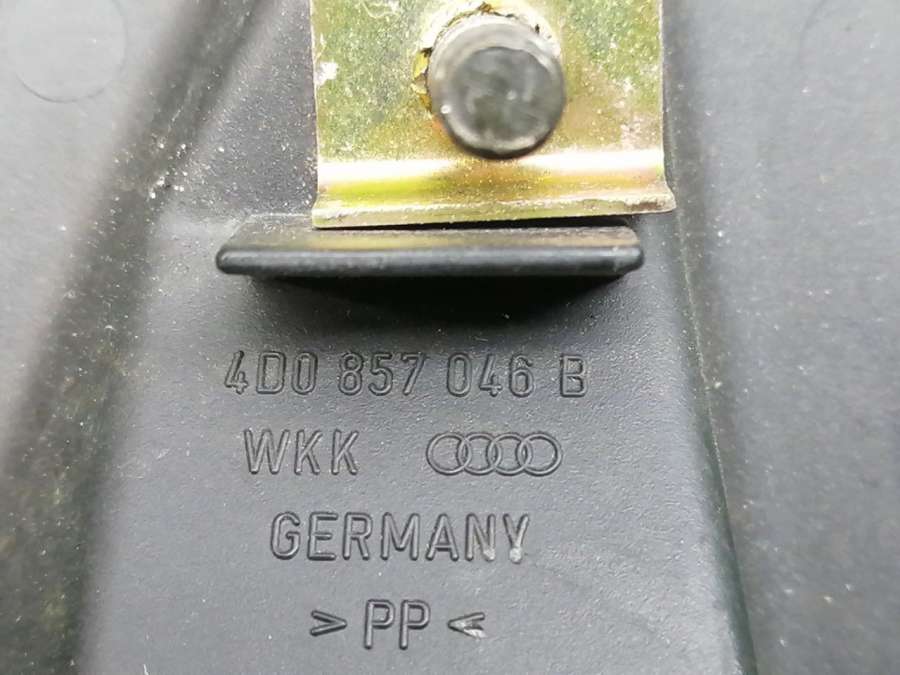 4D0 857 046 B
WKK
GERMANY
> PP <